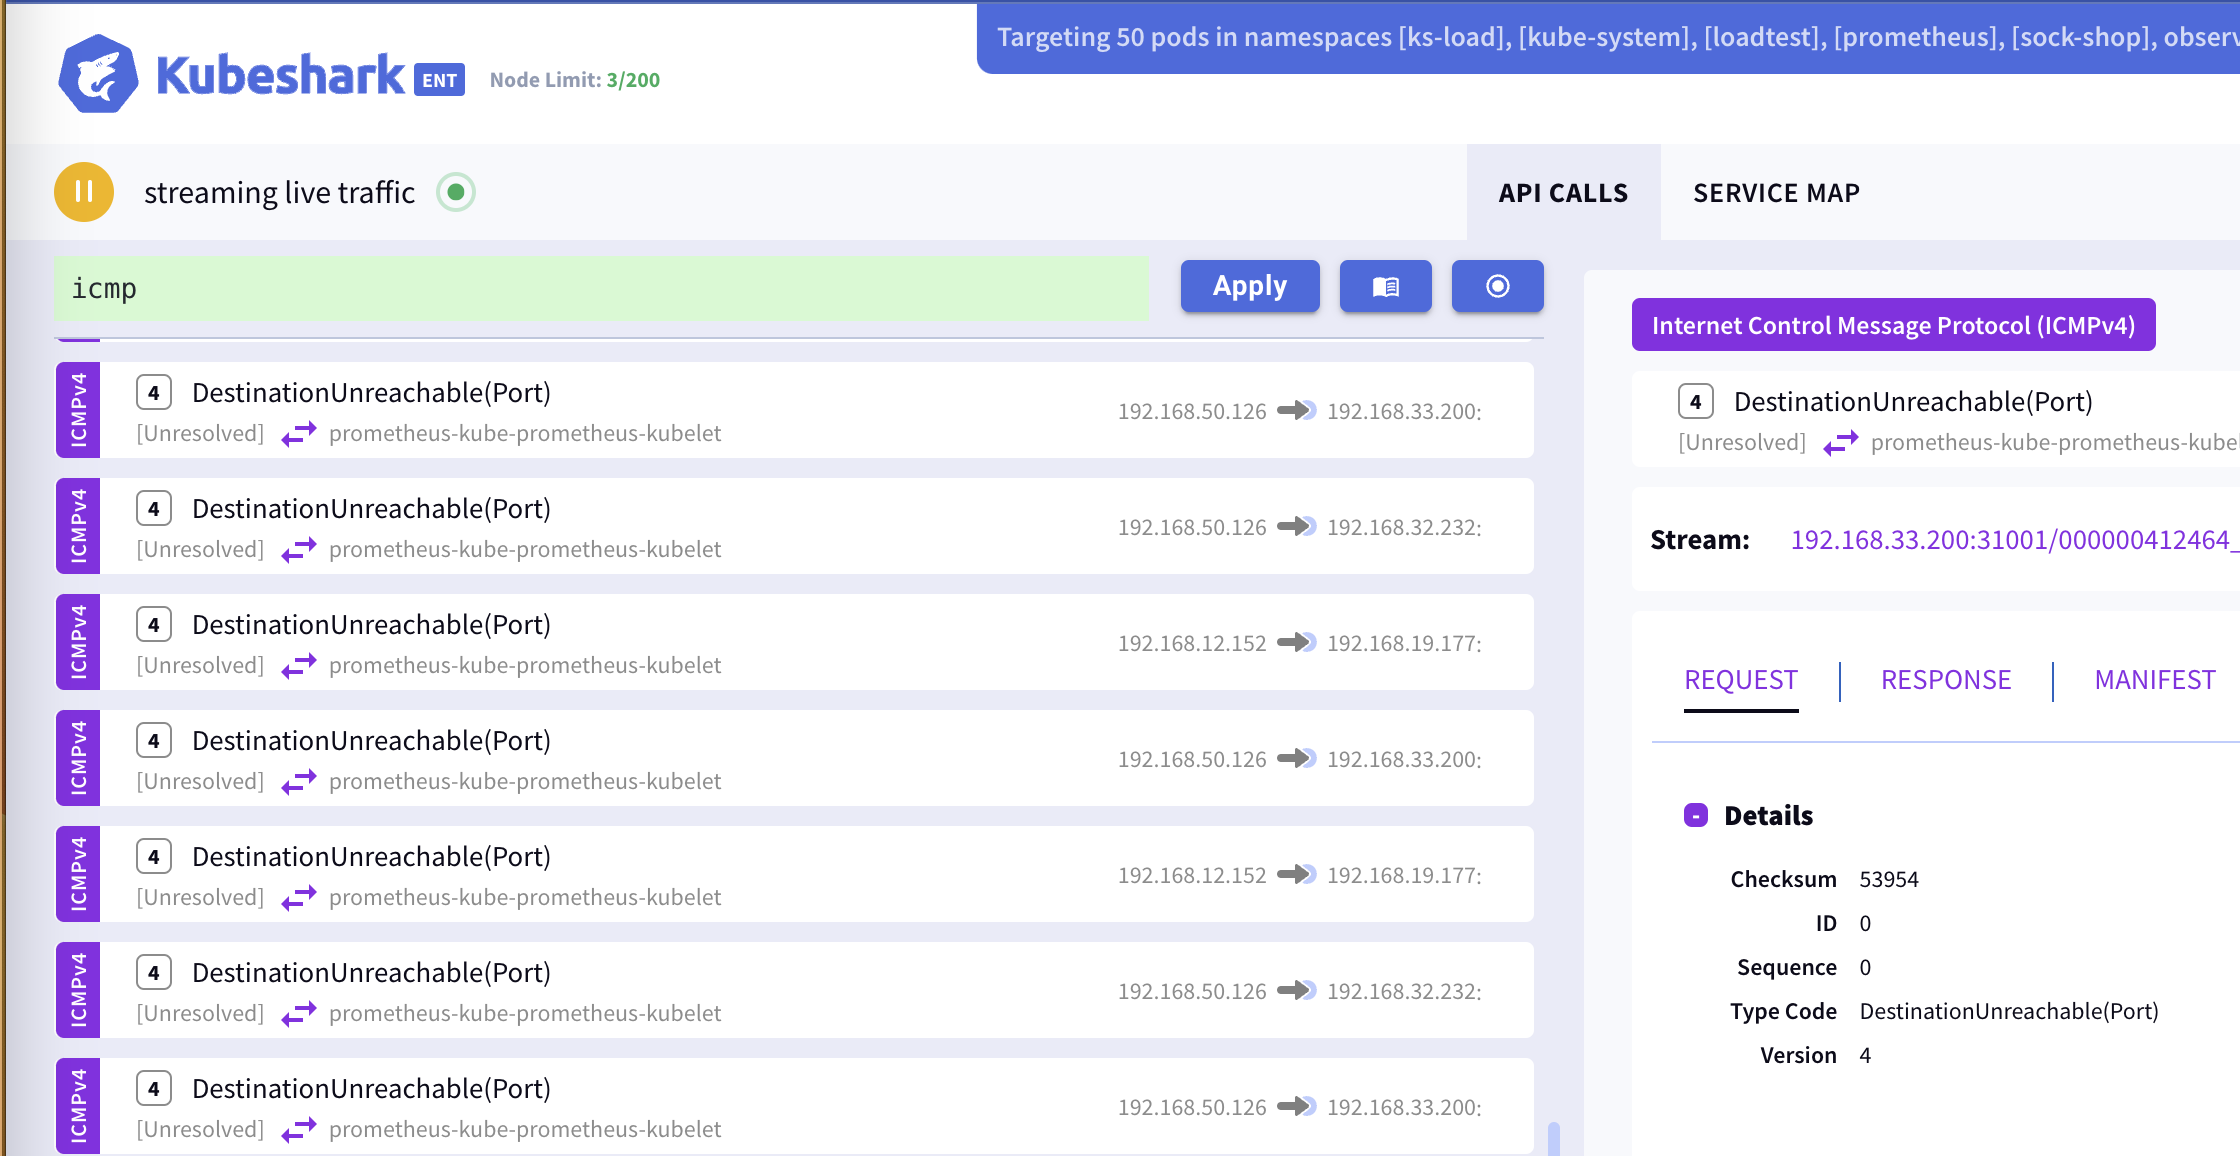 Kubeshark ENT Node Limit: 3/200
Targeting 50 pods in namespaces [ks-load], [kube-system], [loadtest], [prometheus], [sock-shop], observ
streaming live traffic
API CALLS SERVICE MAP
icmp
Apply
ICMPv4
4 DestinationUnreachable(Port)
[Unresolved] prometheus-kube-prometheus-kubelet
192.168.50.126 192.168.33.200:
ICMPv4
4 DestinationUnreachable(Port)
[Unresolved] prometheus-kube-prometheus-kubelet
192.168.50.126 192.168.32.232:
ICMPv4
4 DestinationUnreachable(Port)
[Unresolved] prometheus-kube-prometheus-kubelet
192.168.12.152 192.168.19.177:
ICMPv4
4 DestinationUnreachable(Port)
[Unresolved] prometheus-kube-prometheus-kubelet
192.168.50.126 192.168.33.200:
ICMPv4
4 DestinationUnreachable(Port)
[Unresolved] prometheus-kube-prometheus-kubelet
192.168.12.152 192.168.19.177:
ICMPv4
4 DestinationUnreachable(Port)
[Unresolved] prometheus-kube-prometheus-kubelet
192.168.50.126 192.168.32.232:
ICMPv4
4 DestinationUnreachable(Port)
[Unresolved] prometheus-kube-prometheus-kubelet
192.168.50.126 192.168.33.200:
Internet Control Message Protocol (ICMPv4)
4 DestinationUnreachable(Port)
[Unresolved] prometheus-kube-prometheus-kubel
Stream: 192.168.33.200:31001/000000412464_
REQUEST | RESPONSE | MANIFEST
- Details
Checksum 53954
ID 0
Sequence 0
Type Code DestinationUnreachable(Port)
Version 4